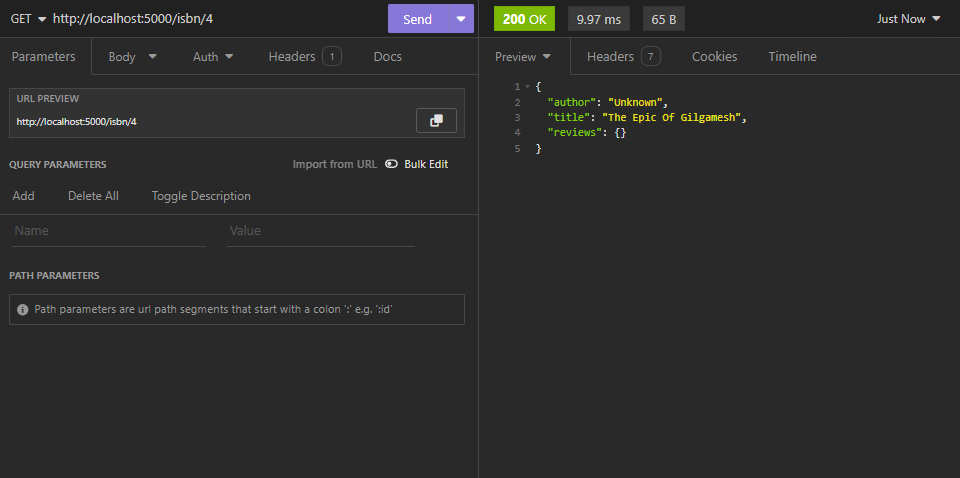 GET http://localhost:5000/isbn/4 Send
200 OK 9.97 ms 65 B Just Now
Parameters Body Auth Headers 1 Docs
Preview Headers 7 Cookies Timeline
URL PREVIEW
http://localhost:5000/isbn/4
QUERY PARAMETERS Import from URL Bulk Edit
Add Delete All Toggle Description
Name Value
PATH PARAMETERS
Path parameters are url path segments that start with a colon ':' e.g. ':id'
1 {
2 "author": "Unknown",
3 "title": "The Epic Of Gilgamesh",
4 "reviews": {}
5 }